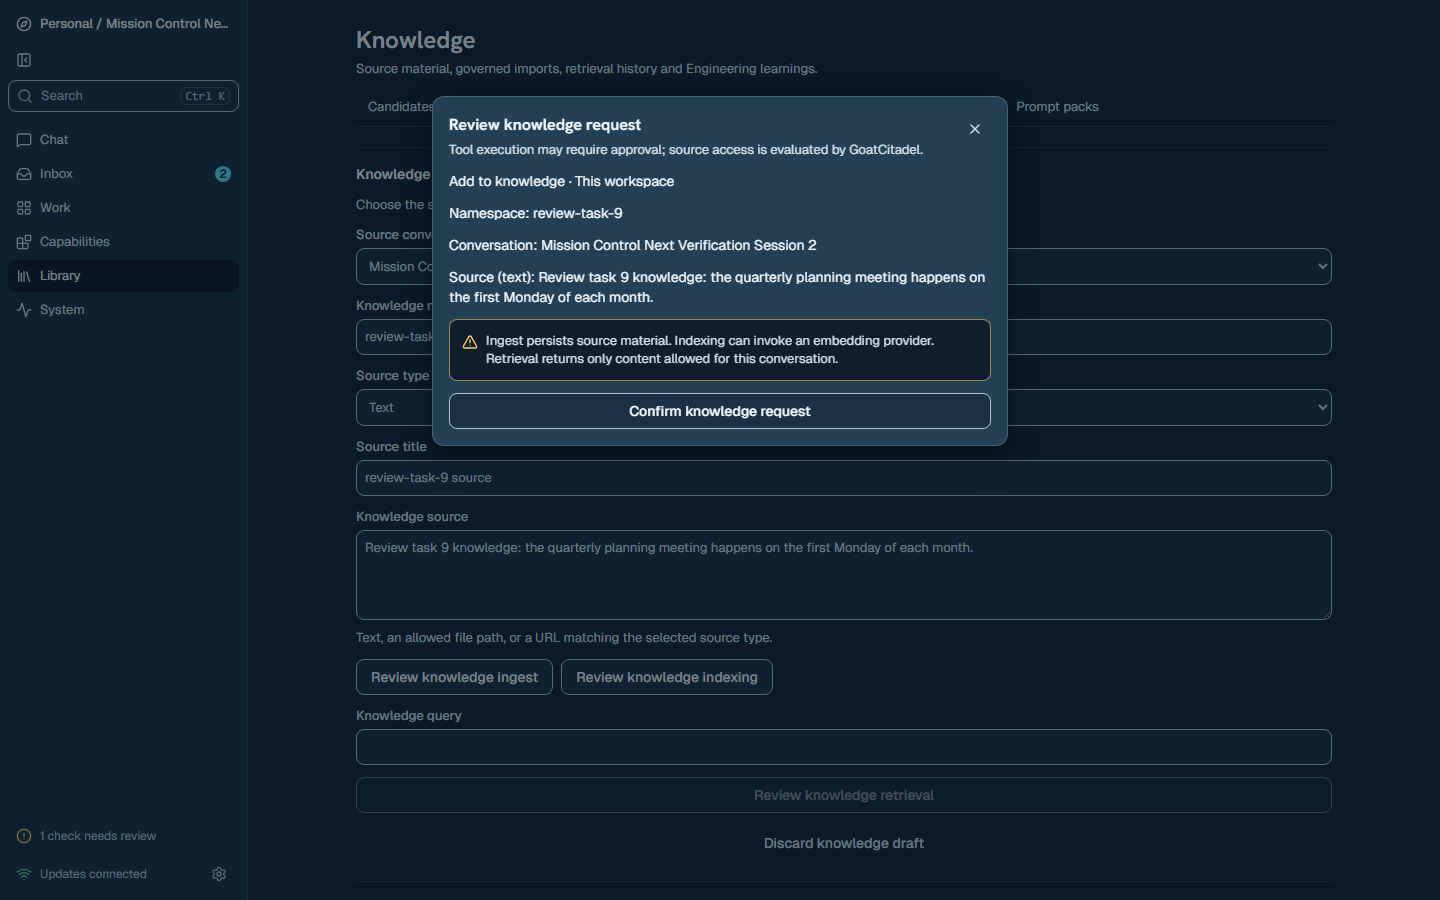 Personal / Mission Control Ne...
Search
Ctrl K
Chat
Inbox
2
Work
Capabilities
Library
System
1 check needs review
Updates connected
Knowledge
Source material, governed imports, retrieval history and Engineering learnings.
Candidates
Prompt packs
Knowledge
Choose the s
Source conv
Mission Co
Knowledge
review-task
Source type
Text
Review knowledge request
Tool execution may require approval; source access is evaluated by GoatCitadel.
Add to knowledge · This workspace
Namespace: review-task-9
Conversation: Mission Control Next Verification Session 2
Source (text): Review task 9 knowledge: the quarterly planning meeting happens on
the first Monday of each month.
Ingest persists source material. Indexing can invoke an embedding provider.
Retrieval returns only content allowed for this conversation.
Confirm knowledge request
Source title
review-task-9 source
Knowledge source
Review task 9 knowledge: the quarterly planning meeting happens on the first Monday of each month.
Text, an allowed file path, or a URL matching the selected source type.
Review knowledge ingest
Review knowledge indexing
Knowledge query
Review knowledge retrieval
Discard knowledge draft